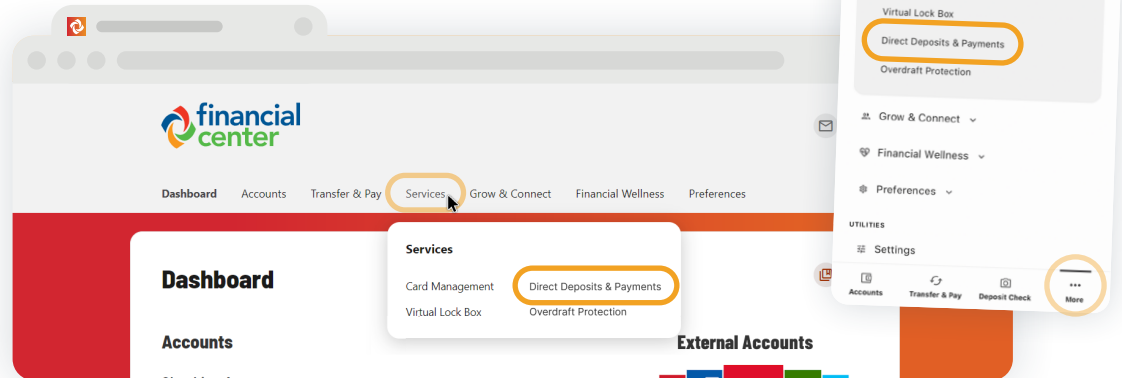 financial
center
Dashboard Accounts Transfer & Pay Services Grow & Connect Financial Wellness Preferences
Services
Card Management Direct Deposits & Payments
Virtual Lock Box Overdraft Protection
Dashboard
Accounts External Accounts
Virtual Lock Box
Direct Deposits & Payments
Overdraft Protection
Grow & Connect
Financial Wellness
Preferences
UTILITIES
Settings
Accounts Transfer & Pay Deposit Check More